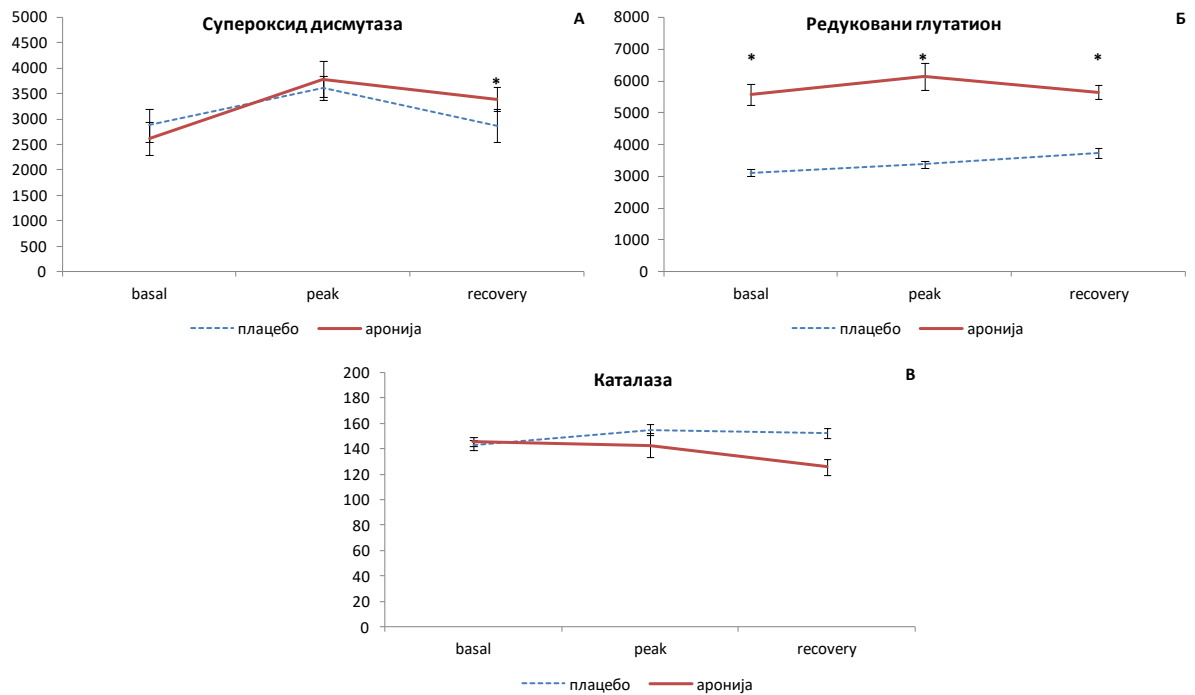 Супероксид дисмутаза
А
5000
4500
4000
3500
3000
2500
2000
1500
1000
500
0
*
basal peak recovery
плацебо аронија
Редуковани глутатион
Б
8000
7000
6000
5000
4000
3000
2000
1000
0
* * *
basal peak recovery
плацебо аронија
Каталаза
В
200
180
160
140
120
100
80
60
40
20
0
basal peak recovery
плацебо аронија